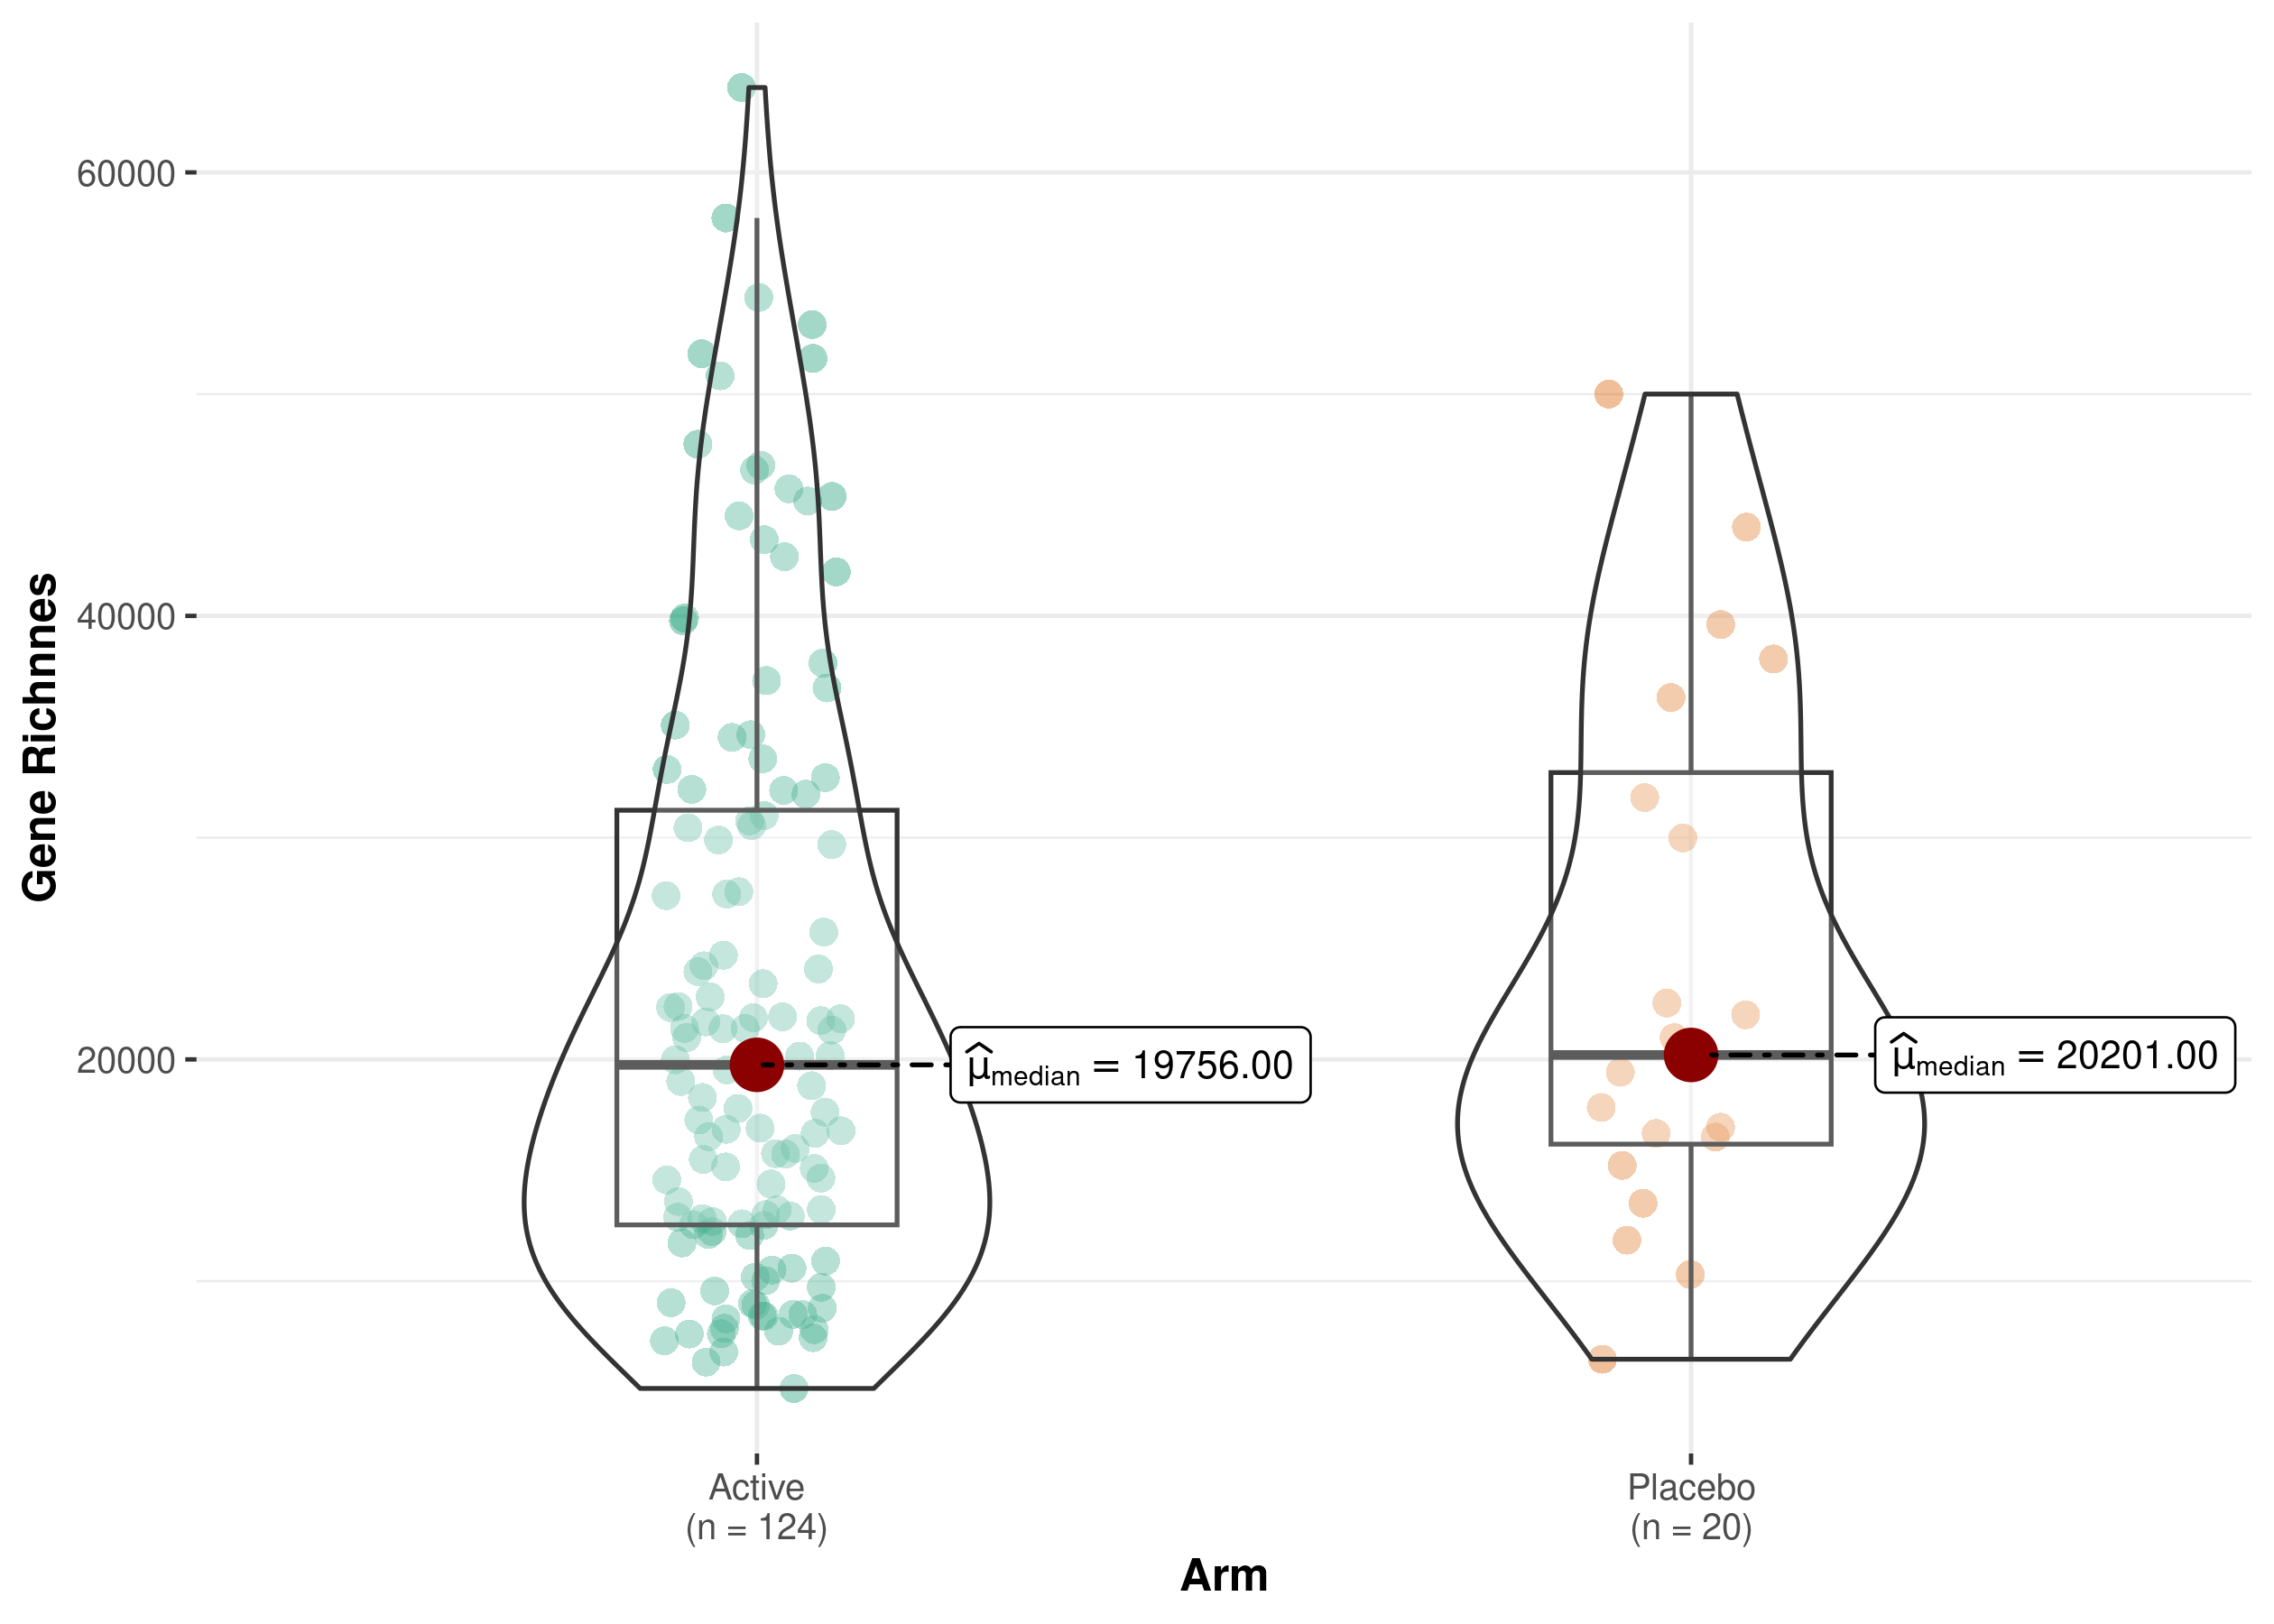 Gene Richnnes
60000
40000
20000
μ̂median = 19756.00
μ̂median = 20201.00
Active
(n = 124)
Placebo
(n = 20)
Arm